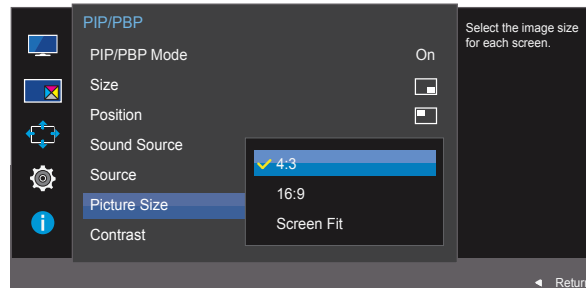 PIP/PBP
Select the image size
for each screen.
PIP/PBP Mode On
Size
Position
Sound Source
Source
4:3
16:9
Picture Size
Screen Fit
Contrast
Return